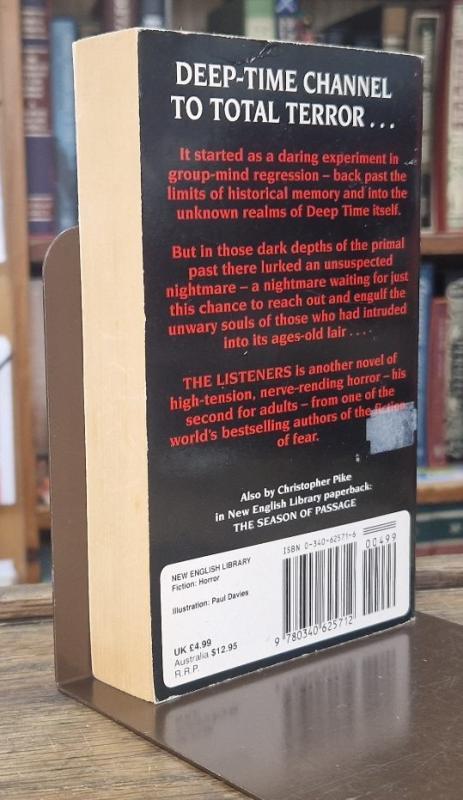 DEEP-TIME CHANNEL
TO TOTAL TERROR . . .
It started as a daring experiment in
group-mind regression – back past the
limits of historical memory and into the
unknown realms of Deep Time itself.
But in those dark depths of the primal
past there lurked an unsuspected
nightmare – a nightmare waiting for just
this chance to reach out and engulf the
unwary souls of those who had intruded
into its ages-old lair . . . .
THE LISTENERS is another novel of
high-tension, nerve-rending horror – his
second for adults – from one of the
world's bestselling authors of the fiction
of fear.
Also by Christopher Pike
in New English Library paperback:
THE SEASON OF PASSAGE
NEW ENGLISH LIBRARY
Fiction: Horror
Illustration: Paul Davies
UK £4.99
Australia $12.95
R.R.P.
ISBN 0-340-62571-6
00499
9 780340 625712